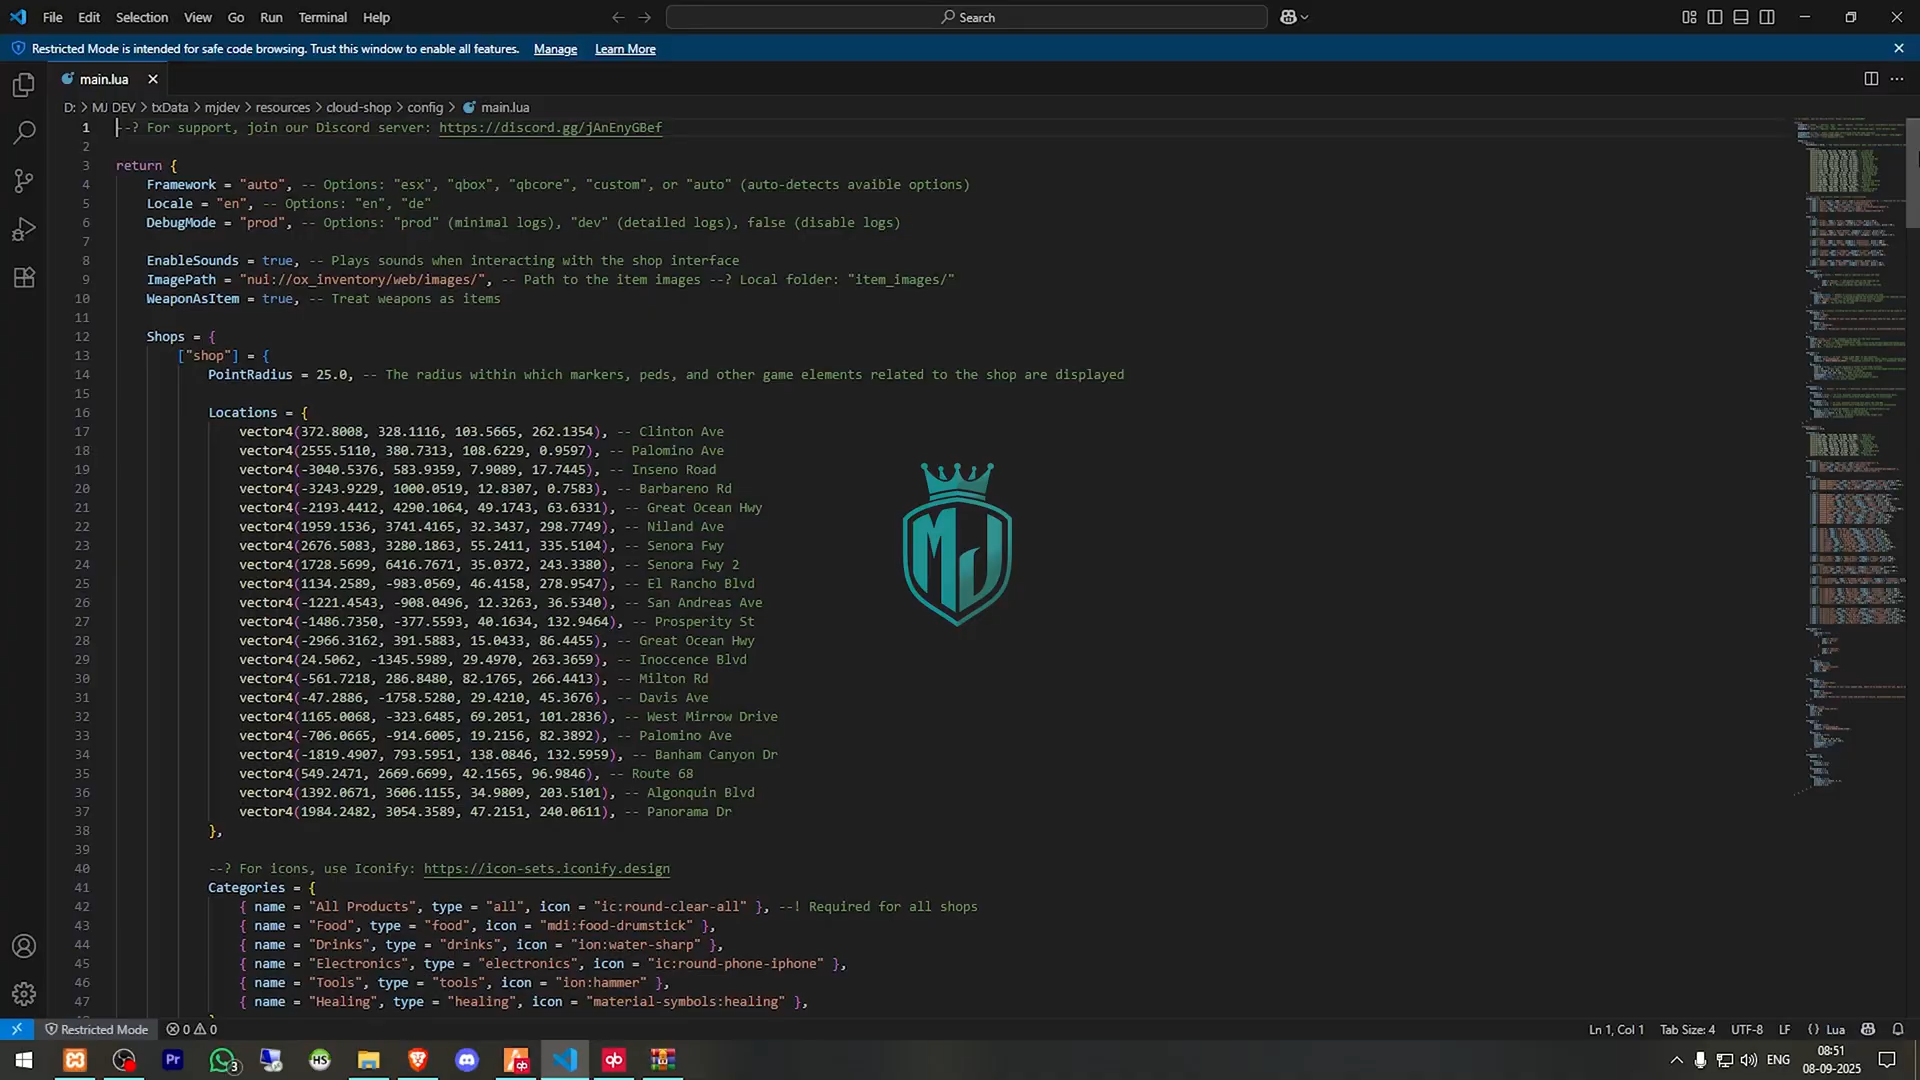 File Edit Selection View Go Run Terminal Help
Search
Restricted Mode is intended for safe code browsing. Trust this window to enable all features. Manage Learn More
main.lua
D: > MJ DEV > txData > mjdev > resources > cloud-shop > config > main.lua
1 --? For support, join our Discord server: https://discord.gg/jAnEnyGBef
2
3 return {
4 Framework = "auto", -- Options: "esx", "qbox", "qbcore", "custom", or "auto" (auto-detects avaible options)
5 Locale = "en", -- Options: "en", "de"
6 DebugMode = "prod", -- Options: "prod" (minimal logs), "dev" (detailed logs), false (disable logs)
7
8 EnableSounds = true, -- Plays sounds when interacting with the shop interface
9 ImagePath = "nui://ox_inventory/web/images/", -- Path to the item images --? Local folder: "item_images/"
10 WeaponAsItem = true, -- Treat weapons as items
11
12 Shops = {
13 ["shop"] = {
14 PointRadius = 25.0, -- The radius within which markers, peds, and other game elements related to the shop are displayed
15
16 Locations = {
17 vector4(372.8008, 328.1116, 103.5665, 262.1354), -- Clinton Ave
18 vector4(2555.5110, 380.7313, 108.6229, 0.9597), -- Palomino Ave
19 vector4(-3040.5376, 583.9359, 7.9089, 17.7445), -- Inseno Road
20 vector4(-3243.9229, 1000.0519, 12.8307, 0.7583), -- Barbareno Rd
21 vector4(-2193.4412, 4290.1064, 49.1743, 63.6331), -- Great Ocean Hwy
22 vector4(1959.1536, 3741.4165, 32.3437, 298.7749), -- Niland Ave
23 vector4(2676.5083, 3280.1863, 55.2411, 335.5104), -- Senora Fwy
24 vector4(1728.5699, 6416.7671, 35.0372, 243.3380), -- Senora Fwy 2
25 vector4(1134.2589, -983.0569, 46.4158, 278.9547), -- El Rancho Blvd
26 vector4(-1221.4543, -908.0496, 12.3263, 36.5340), -- San Andreas Ave
27 vector4(-1486.7350, -377.5593, 40.1634, 132.9464), -- Prosperity St
28 vector4(-2966.3162, 391.5883, 15.0433, 86.4455), -- Great Ocean Hwy
29 vector4(24.5062, -1345.5989, 29.4970, 263.3659), -- Inoccence Blvd
30 vector4(-561.7218, 286.8480, 82.1765, 266.4413), -- Milton Rd
31 vector4(-47.2886, -1758.5280, 29.4210, 45.3676), -- Davis Ave
32 vector4(1165.0068, -323.6485, 69.2051, 101.2836), -- West Mirrow Drive
33 vector4(-706.0665, -914.6005, 19.2156, 82.3892), -- Palomino Ave
34 vector4(-1819.4907, 793.5951, 138.0846, 132.5959), -- Banham Canyon Dr
35 vector4(549.2471, 2669.6699, 42.1565, 96.9846), -- Route 68
36 vector4(1392.0671, 3606.1155, 34.9809, 203.5101), -- Algonquin Blvd
37 vector4(1984.2482, 3054.3589, 47.2151, 240.0611), -- Panorama Dr
38 },
39
40 --? For icons, use Iconify: https://icon-sets.iconify.design
41 Categories = {
42 { name = "All Products", type = "all", icon = "ic:round-clear-all" }, --! Required for all shops
43 { name = "Food", type = "food", icon = "mdi:food-drumstick" },
44 { name = "Drinks", type = "drinks", icon = "ion:water-sharp" },
45 { name = "Electronics", type = "electronics", icon = "ic:round-phone-iphone" },
46 { name = "Tools", type = "tools", icon = "ion:hammer" },
47 { name = "Healing", type = "healing", icon = "material-symbols:healing" },
MJ
Restricted Mode 0 0 Ln 1, Col 1 Tab Size: 4 UTF-8 LF {} Lua
Pr 3 HS qb qb ENG 08:51
08-09-2025